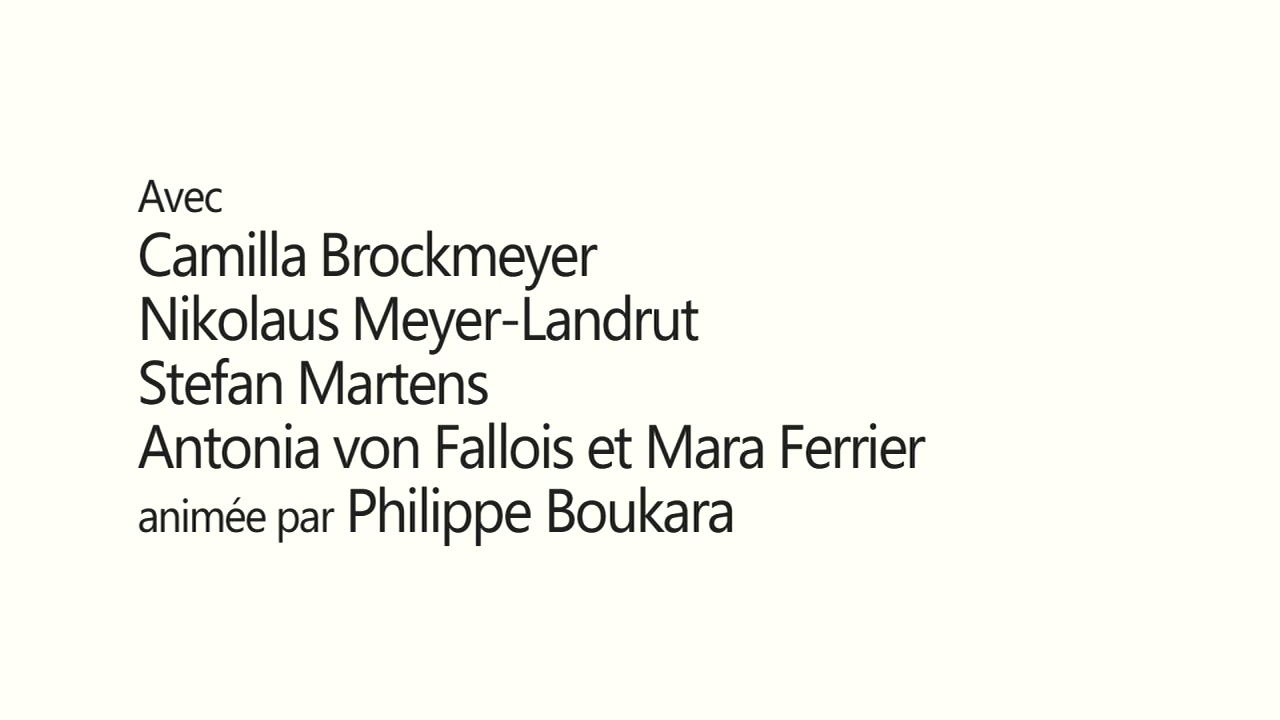 Avec
Camilla Brockmeyer
Nikolaus Meyer-Landrut
Stefan Martens
Antonia von Fallois et Mara Ferrier
animée par Philippe Boukara